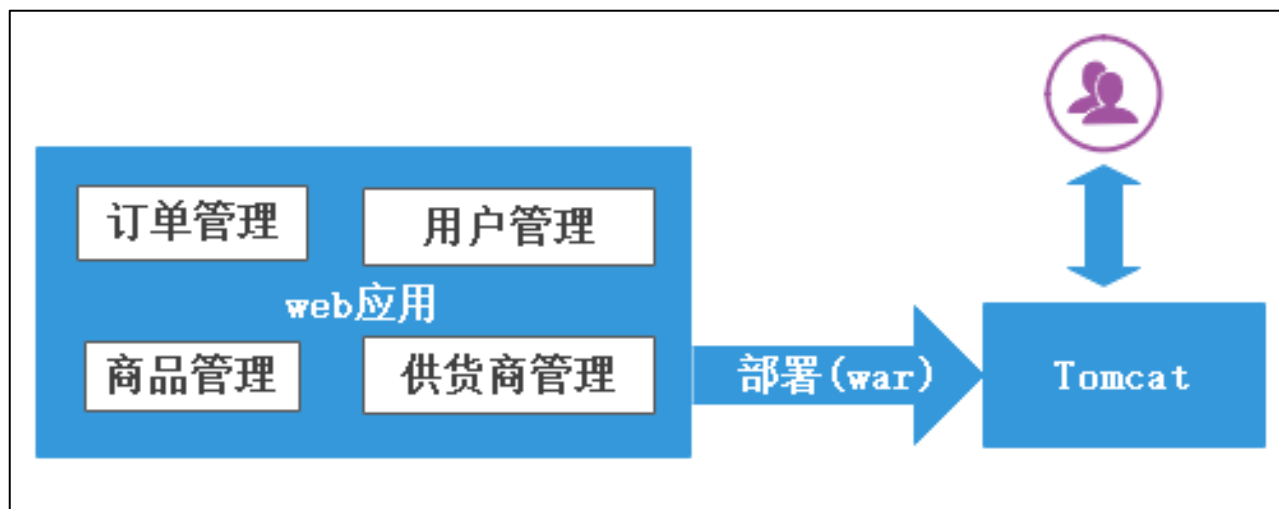 订单管理
用户管理
web应用
商品管理
供货商管理
部署(war)
Tomcat